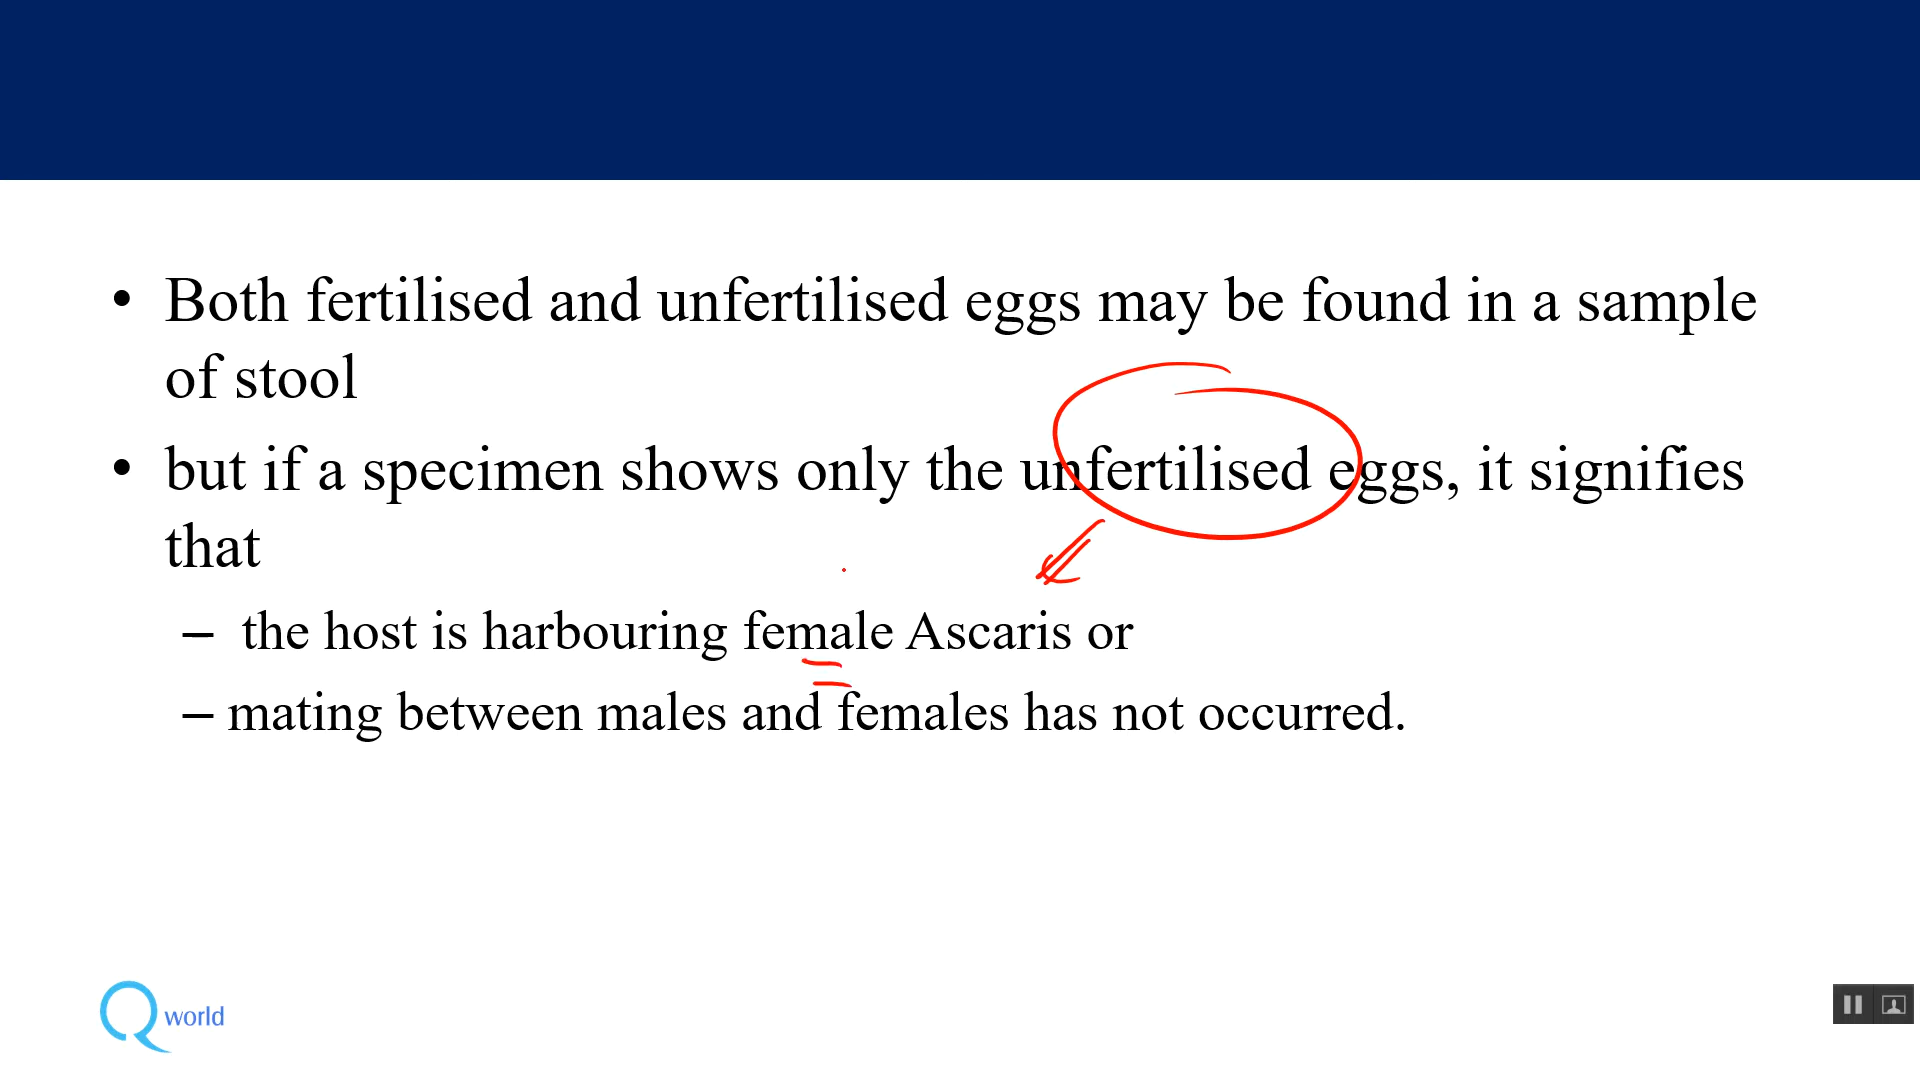 • Both fertilised and unfertilised eggs may be found in a sample
of stool
• but if a specimen shows only the unfertilised eggs, it signifies
that
– the host is harbouring female Ascaris or
– mating between males and females has not occurred.
Q world